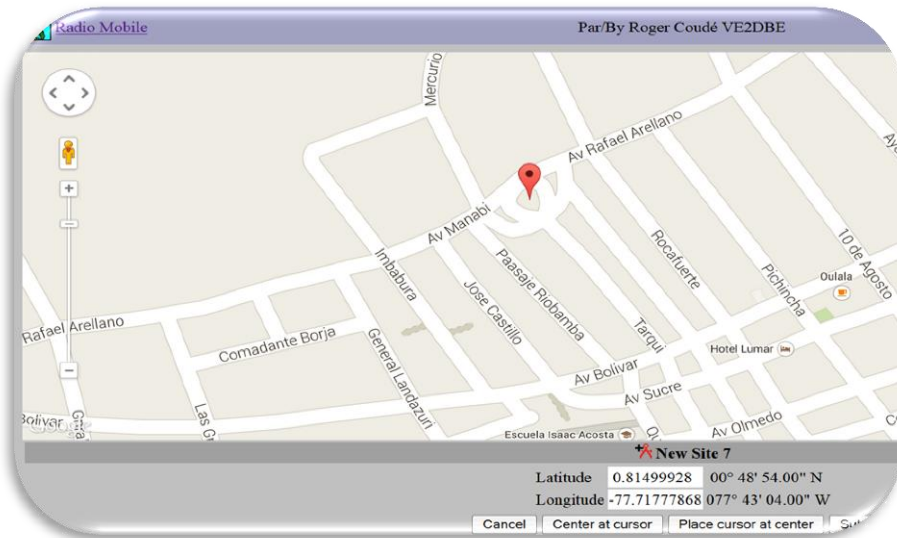 Radio Mobile Par/By Roger Coudé VE2DBE
Mercurio
Av Rafael Arellano
Av Manabi
Imbabura
Paasaje Riobamba
Rocafuerte
10 de Agosto
Pichincha
Oulala
Jose Castillo
Rafael Arellano
Tarqui
Comadante Borja
General Landazuri
Hotel Lumar
Av Bolivar
Av Sucre
Bolivar
Av Olmedo
Escuela Isaac Acosta
New Site 7
Latitude 0.81499928 00° 48' 54.00" N
Longitude -77.71777868 077° 43' 04.00" W
Cancel Center at cursor Place cursor at center